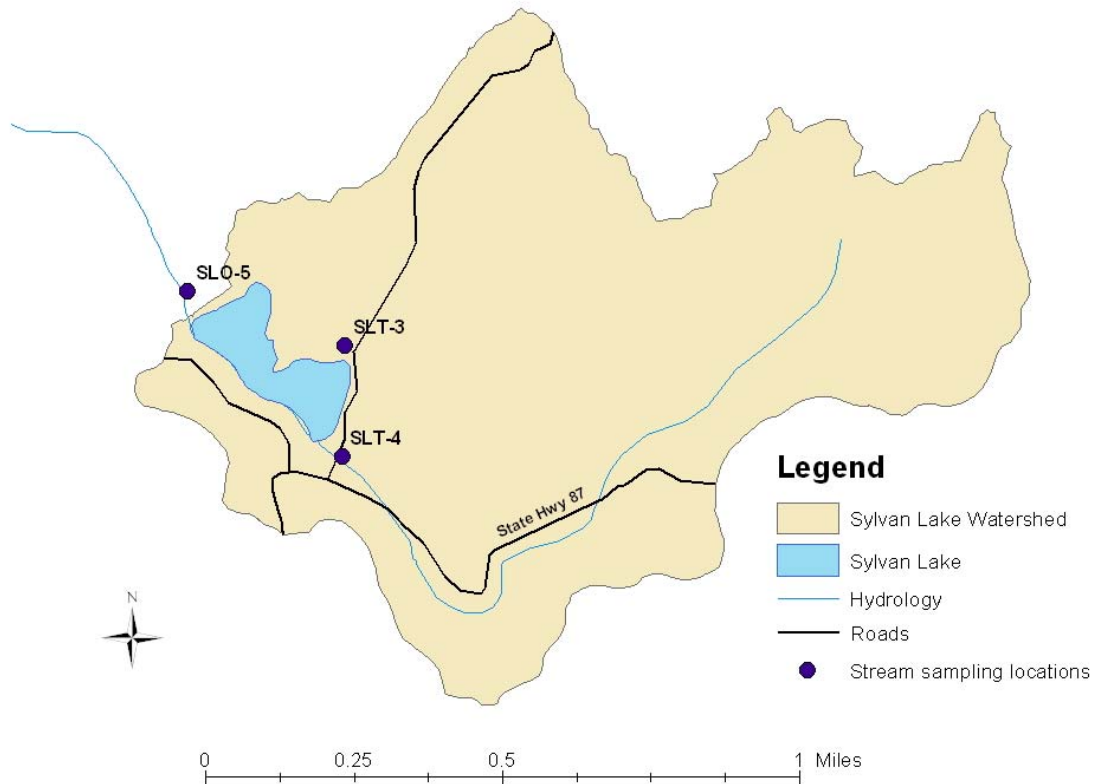 SLO-5
SLT-3
SLT-4
State Hwy 87
Legend
Sylvan Lake Watershed
Sylvan Lake
Hydrology
Roads
Stream sampling locations
N
0 0.25 0.5 1 Miles